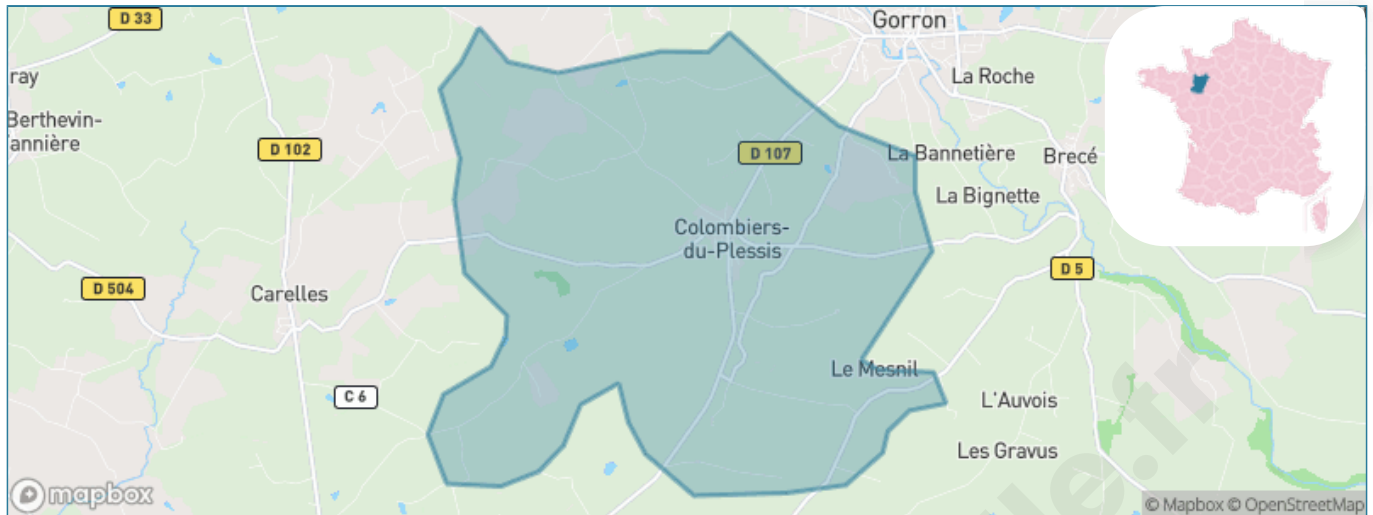 D 33
Gorron
ray
La Roche
Berthevin-
annière
D 102
D 107
La Bannetière
Brecé
La Bignette
Colombiers-
du-Plessis
D 5
D 504
Carelles
Le Mesnil
C 6
L'Auvois
Les Gravus
mapbox
© Mapbox © OpenStreetMap